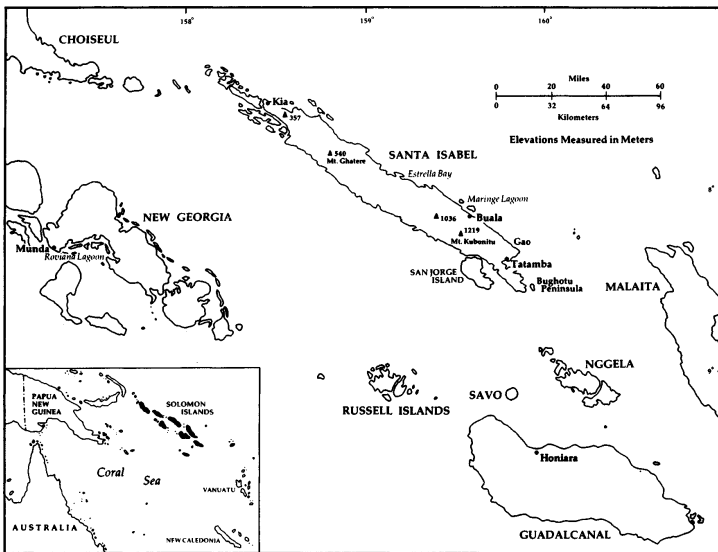 158°
159°
160°
CHOISEUL
Miles
0 20 40 60
0 32 64 96
Kilometers
Elevations Measured in Meters
Kia
357
540
Mt. Ghatere
SANTA ISABEL
Estrella Bay
Maringe Lagoon
8°
NEW GEORGIA
1036
Buala
1219
Mt. Kubonitu
Gao
Munda
Roviana Lagoon
Tatamba
SAN JORGE
ISLAND
Bughotu
Peninsula
MALAITA
NGGELA
9°
SAVO
RUSSELL ISLANDS
PAPUA
NEW
GUINEA
SOLOMON
ISLANDS
Coral Sea
VANUATU
AUSTRALIA
NEW CALEDONIA
Honiara
GUADALCANAL